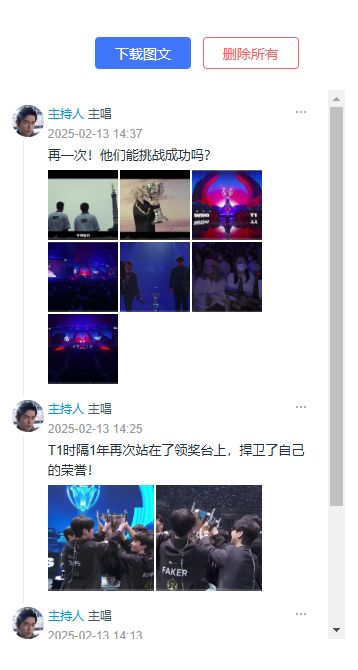 下载图文
删除所有
主持人 主唱
2025-02-13 14:37
再一次！他们能挑战成功吗？
T1
主持人 主唱
2025-02-13 14:25
T1时隔1年再次站在了领奖台上，捍卫了自己
的荣誉！
FAKER
主持人 主唱
2025-02-13 14:13